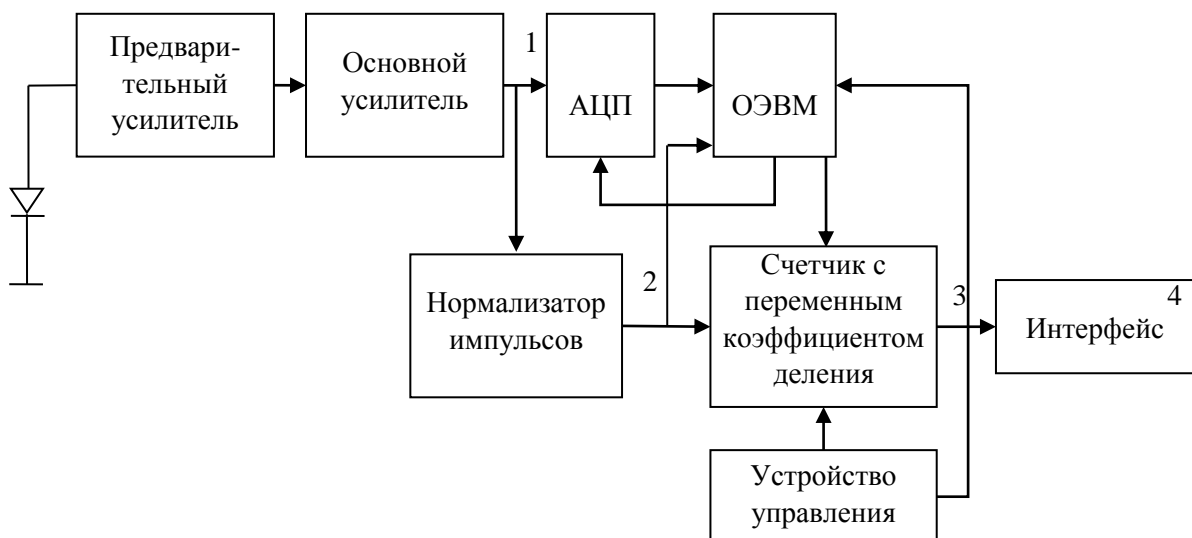 Предвари-
тельный
усилитель
Основной
усилитель
1
АЦП
ОЭВМ
Нормализатор
импульсов
2
Счетчик с
переменным
коэффициентом
деления
3
4
Интерфейс
Устройство
управления